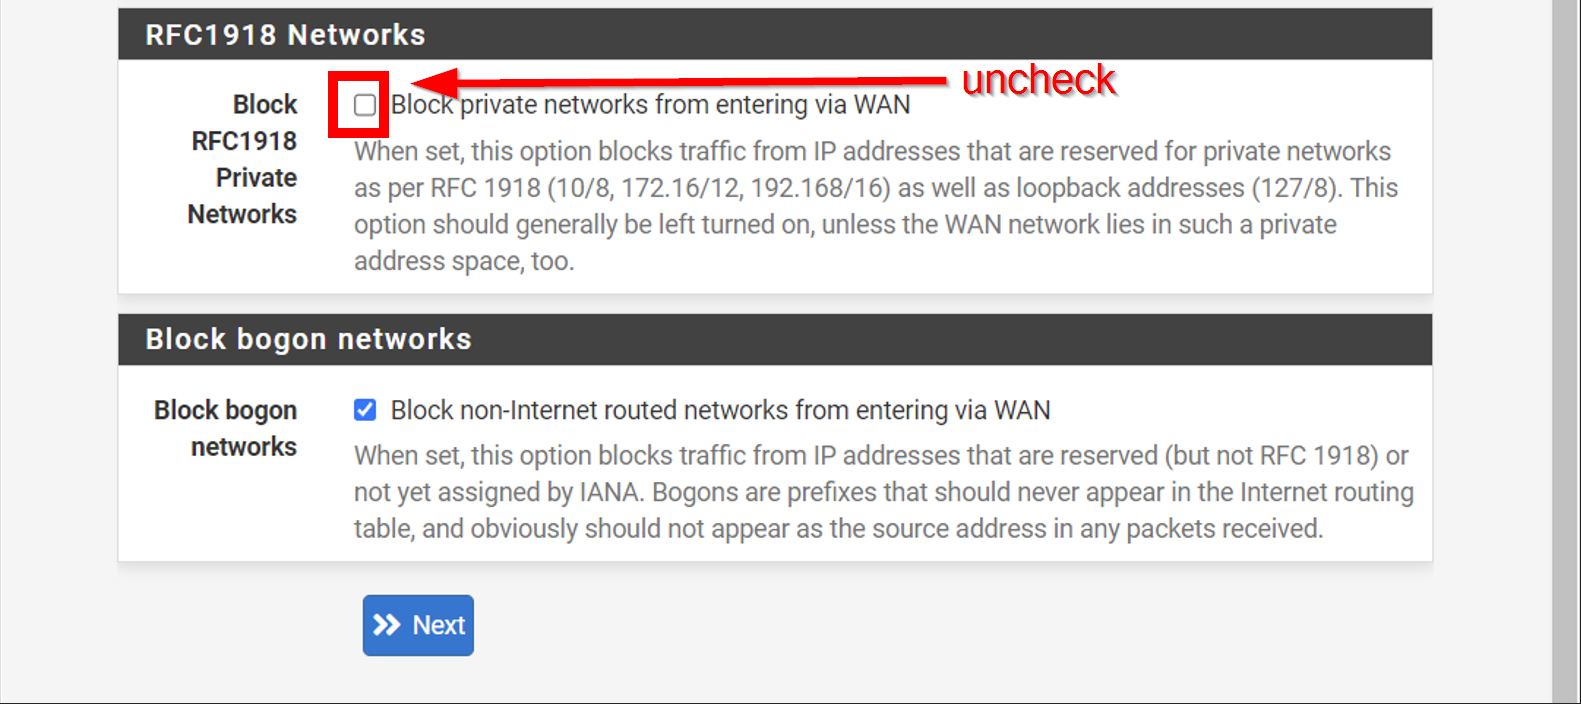 RFC1918 Networks
uncheck
Block
RFC1918
Private
Networks
Block private networks from entering via WAN
When set, this option blocks traffic from IP addresses that are reserved for private networks
as per RFC 1918 (10/8, 172.16/12, 192.168/16) as well as loopback addresses (127/8). This
option should generally be left turned on, unless the WAN network lies in such a private
address space, too.
Block bogon networks
Block bogon
networks
Block non-Internet routed networks from entering via WAN
When set, this option blocks traffic from IP addresses that are reserved (but not RFC 1918) or
not yet assigned by IANA. Bogons are prefixes that should never appear in the Internet routing
table, and obviously should not appear as the source address in any packets received.
Next